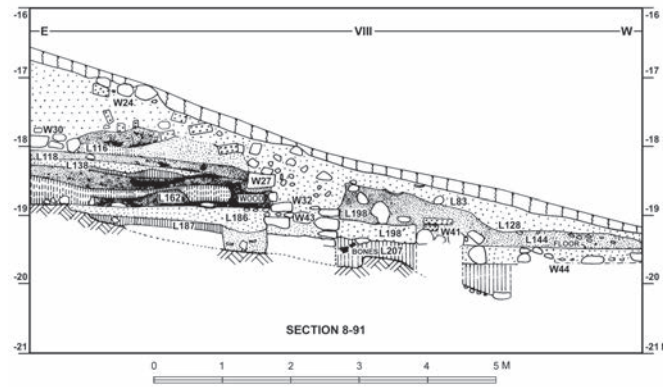 -16 -16
E VIII W
-17 -17
W24
W30
L116
L118
L138
-18 -18
W27
L162 WOOD
W32
L198
L83
-19 -19
L186
W43
L187
L198
W41
L128
L144
FLOOR
BONES
L207
W44
-20 -20
SECTION 8-91
-21 -21 M
0 1 2 3 4 5 M